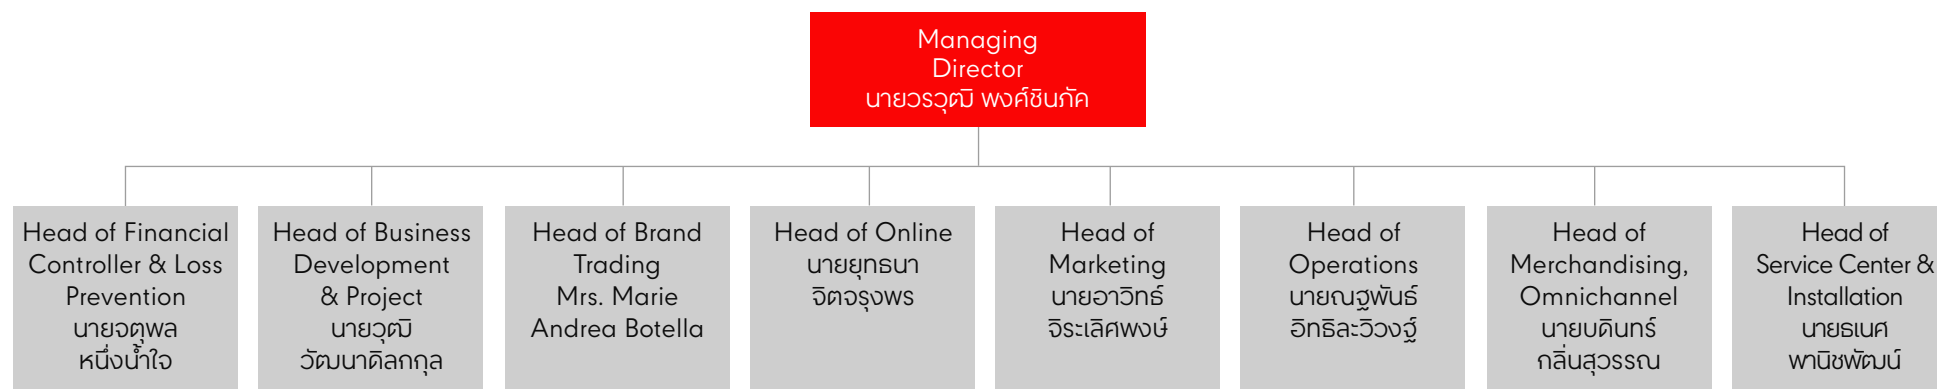 Managing
Director
นายวรวุฒิ พงศ์ชินภัค
Head of Financial
Controller & Loss
Prevention
นายจตุพล
หนึ่งน้ำใจ
Head of Business
Development
& Project
นายวุฒิ
วัฒนาดิลกกุล
Head of Brand
Trading
Mrs. Marie
Andrea Botella
Head of Online
นายยุทธนา
จิตจรุงพร
Head of
Marketing
นายอาวิทธ์
จิระเลิศพงษ์
Head of
Operations
นายณฐพันธ์
อิทธิละวิวงฐ์
Head of
Merchandising,
Omnichannel
นายบดินทร์
กลิ่นสุวรรณ
Head of
Service Center &
Installation
นายธเนศ
พานิชพัฒน์